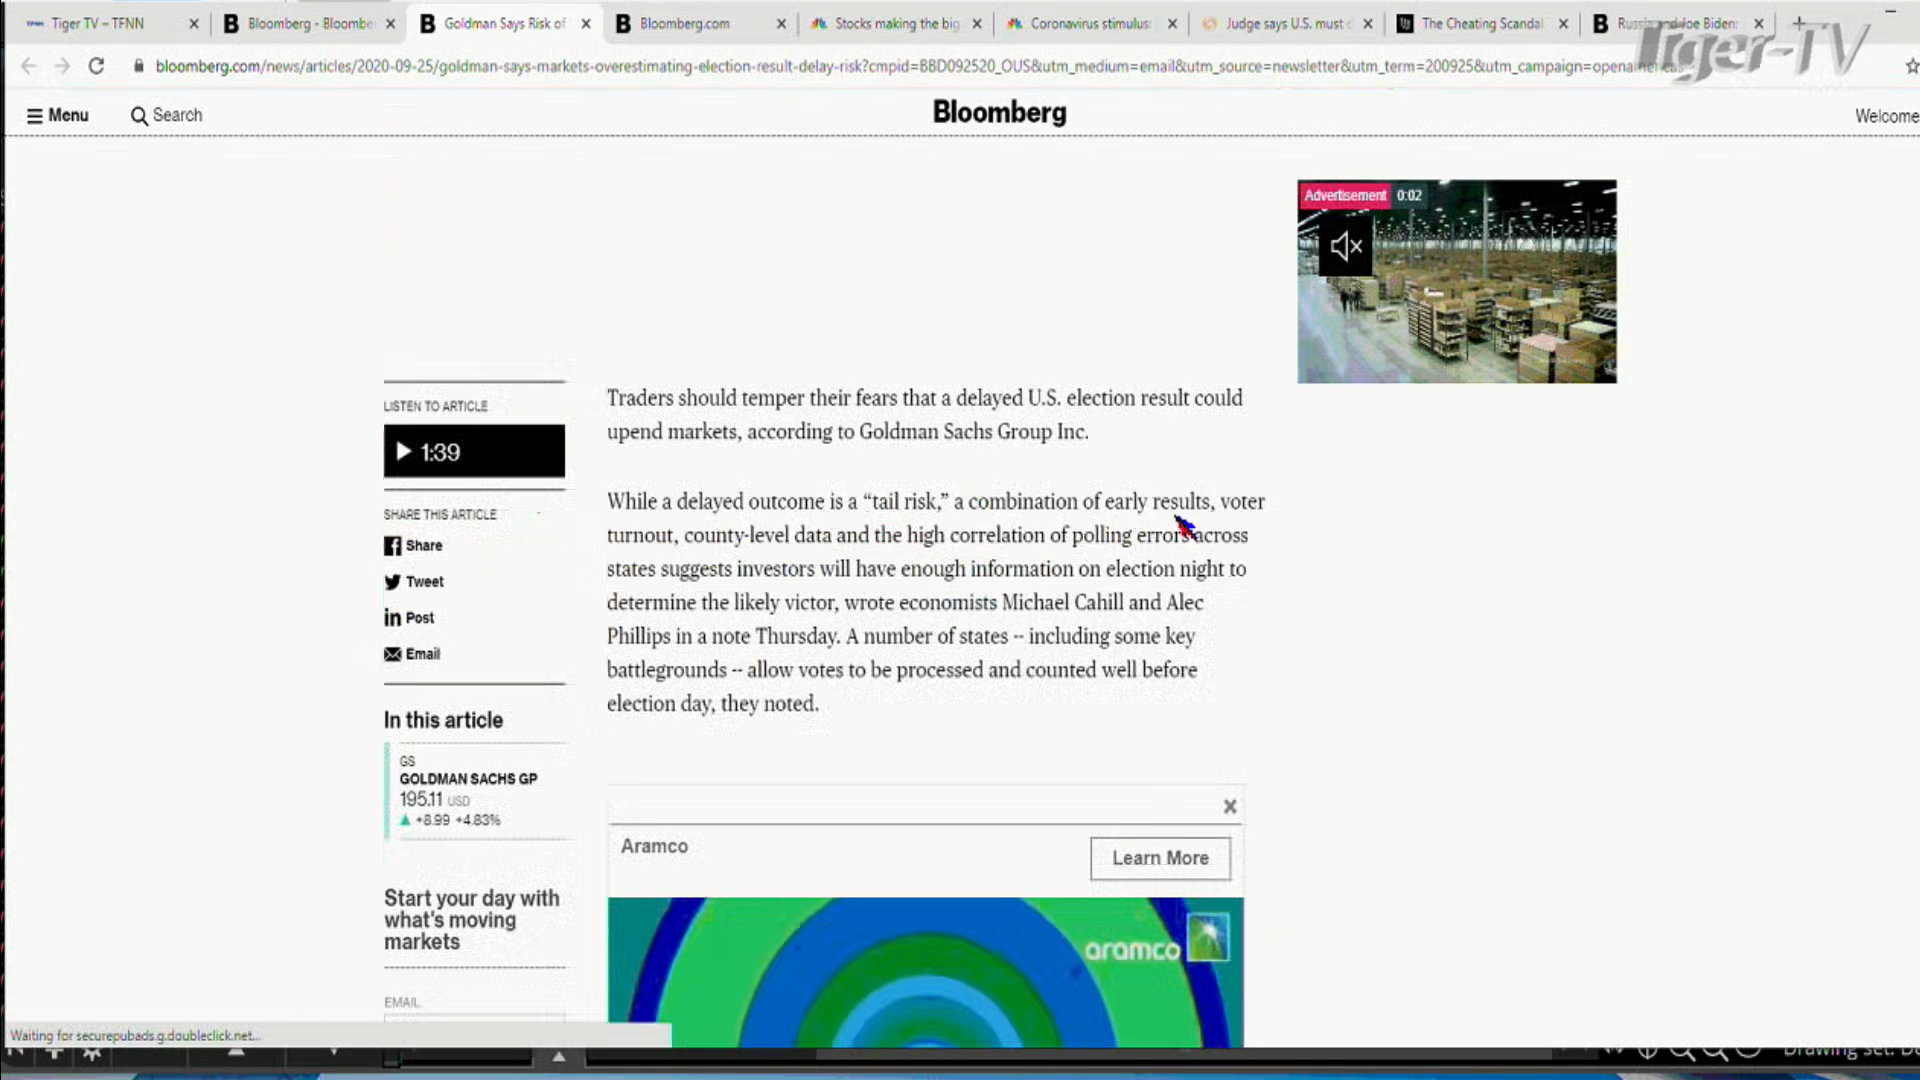 Tiger TV – TFNN
Bloomberg - Bloombe
Goldman Says Risk of
Bloomberg.com
Stocks making the big
Coronavirus stimulus:
Judge says U.S. must
The Cheating Scandal
Russia and Joe Biden:
Tiger-TV
bloomberg.com/news/articles/2020-09-25/goldman-says-markets-overestimating-election-result-delay-risk?cmpid=BBD092520_OUS&utm_medium=email&utm_source=newsletter&utm_term=200925&utm_campaign=openamericas
Menu
Search
Bloomberg
Welcome
Advertisement 0:02
LISTEN TO ARTICLE
1:39
SHARE THIS ARTICLE
Share
Tweet
Post
Email
In this article
GS
GOLDMAN SACHS GP
195.11 USD
▲ +8.99 +4.83%
Start your day with
what's moving
markets
EMAIL
Traders should temper their fears that a delayed U.S. election result could
upend markets, according to Goldman Sachs Group Inc.
While a delayed outcome is a “tail risk,” a combination of early results, voter
turnout, county-level data and the high correlation of polling errors across
states suggests investors will have enough information on election night to
determine the likely victor, wrote economists Michael Cahill and Alec
Phillips in a note Thursday. A number of states -- including some key
battlegrounds -- allow votes to be processed and counted well before
election day, they noted.
Aramco
Learn More
aramco
Waiting for securepubads.g.doubleclick.net...
Drawing set: